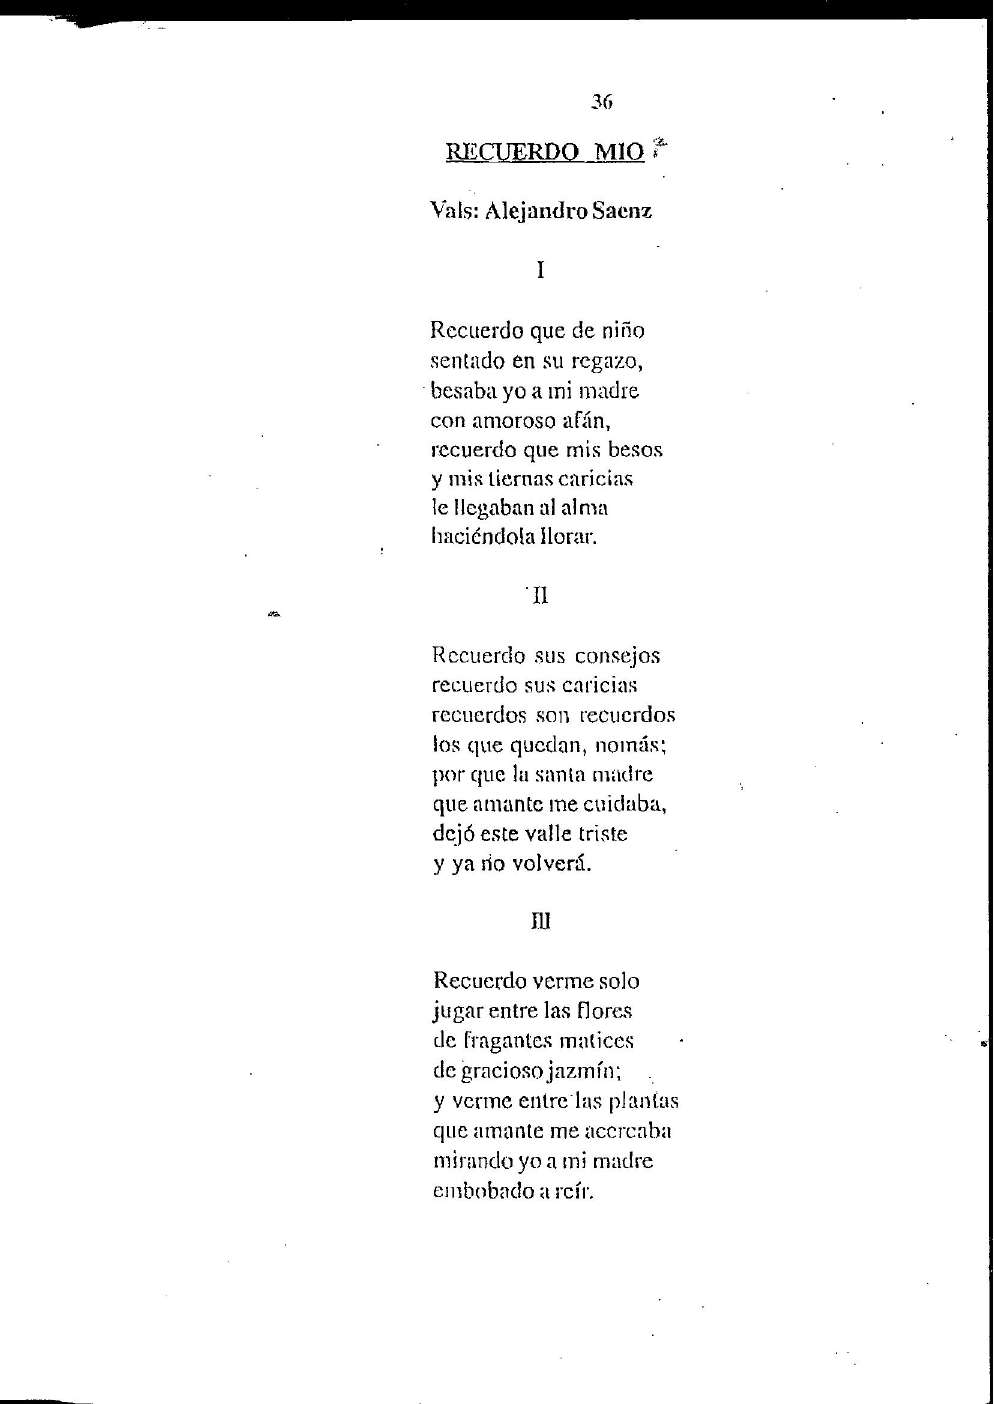 36
RECUERDO MIO
Vals: Alejandro Saenz
I
Recuerdo que de niño
sentado en su regazo,
besaba yo a mi madre
con amoroso afán,
recuerdo que mis besos
y mis tiernas caricias
le llegaban al alma
haciéndola llorar.
II
Recuerdo sus consejos
recuerdo sus caricias
recuerdos son recuerdos
los que quedan, nomás;
por que la santa madre
que amante me cuidaba,
dejó este valle triste
y ya no volverá.
III
Recuerdo verme solo
jugar entre las flores
de fragantes matices
de gracioso jazmín;
y verme entre las plantas
que amante me acercaba
mirando yo a mi madre
embobado a reír.